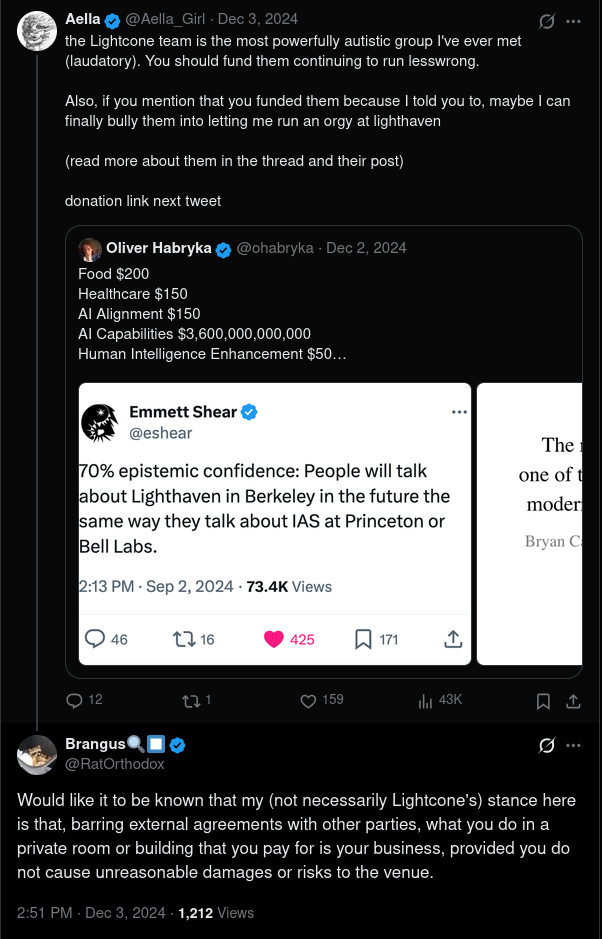 Aella @Aella_Girl · Dec 3, 2024
the Lightcone team is the most powerfully autistic group I've ever met
(laudatory). You should fund them continuing to run lesswrong.
Also, if you mention that you funded them because I told you to, maybe I can
finally bully them into letting me run an orgy at lighthaven
(read more about them in the thread and their post)
donation link next tweet
Oliver Habryka @ohabryka · Dec 2, 2024
Food $200
Healthcare $150
AI Alignment $150
AI Capabilities $3,600,000,000,000
Human Intelligence Enhancement $50…
Emmett Shear
@eshear
70% epistemic confidence: People will talk
about Lighthaven in Berkeley in the future the
same way they talk about IAS at Princeton or
Bell Labs.
2:13 PM · Sep 2, 2024 · 73.4K Views
46 16 425 171
The
one of
Bryan
12 1 159 43K
Brangus🔍⏹️
@RatOrthodox
Would like it to be known that my (not necessarily Lightcone's) stance here
is that, barring external agreements with other parties, what you do in a
private room or building that you pay for is your business, provided you do
not cause unreasonable damages or risks to the venue.
2:51 PM · Dec 3, 2024 · 1,212 Views